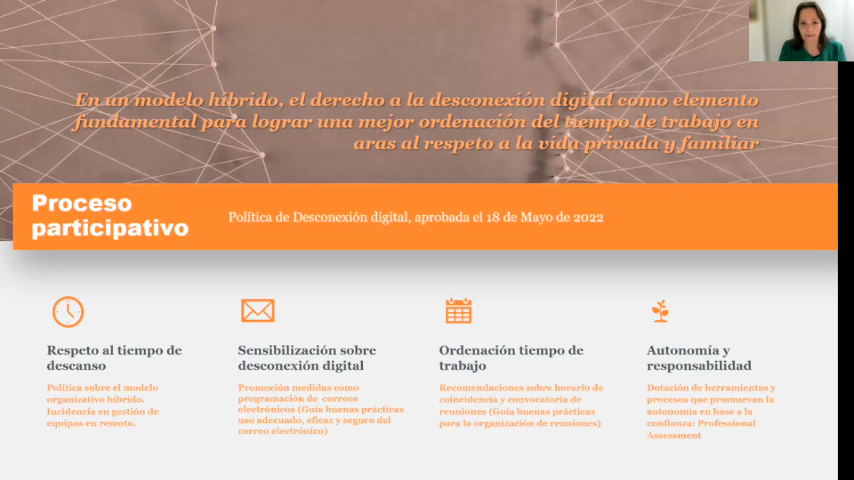 En un modelo híbrido, el derecho a la desconexión digital como elemento
fundamental para lograr una mejor ordenación del tiempo de trabajo en
aras al respeto a la vida privada y familiar
Proceso
participativo
Política de Desconexión digital, aprobada el 18 de Mayo de 2022
Respeto al tiempo de
descanso
Política sobre el modelo
organizativo híbrido.
Incidencia en gestión de
equipos en remoto.
Sensibilización sobre
desconexión digital
Promoción medidas como
programación de correos
electrónicos (Guía buenas prácticas
uso adecuado, eficaz y seguro del
correo electrónico)
Ordenación tiempo de
trabajo
Recomendaciones sobre horario de
coincidencia y convocatoria de
reuniones (Guía buenas prácticas
para la organización de reuniones)
Autonomía y
responsabilidad
Dotación de herramientas y
procesos que promuevan la
autonomía en base a la
confianza: Professional
Assessment